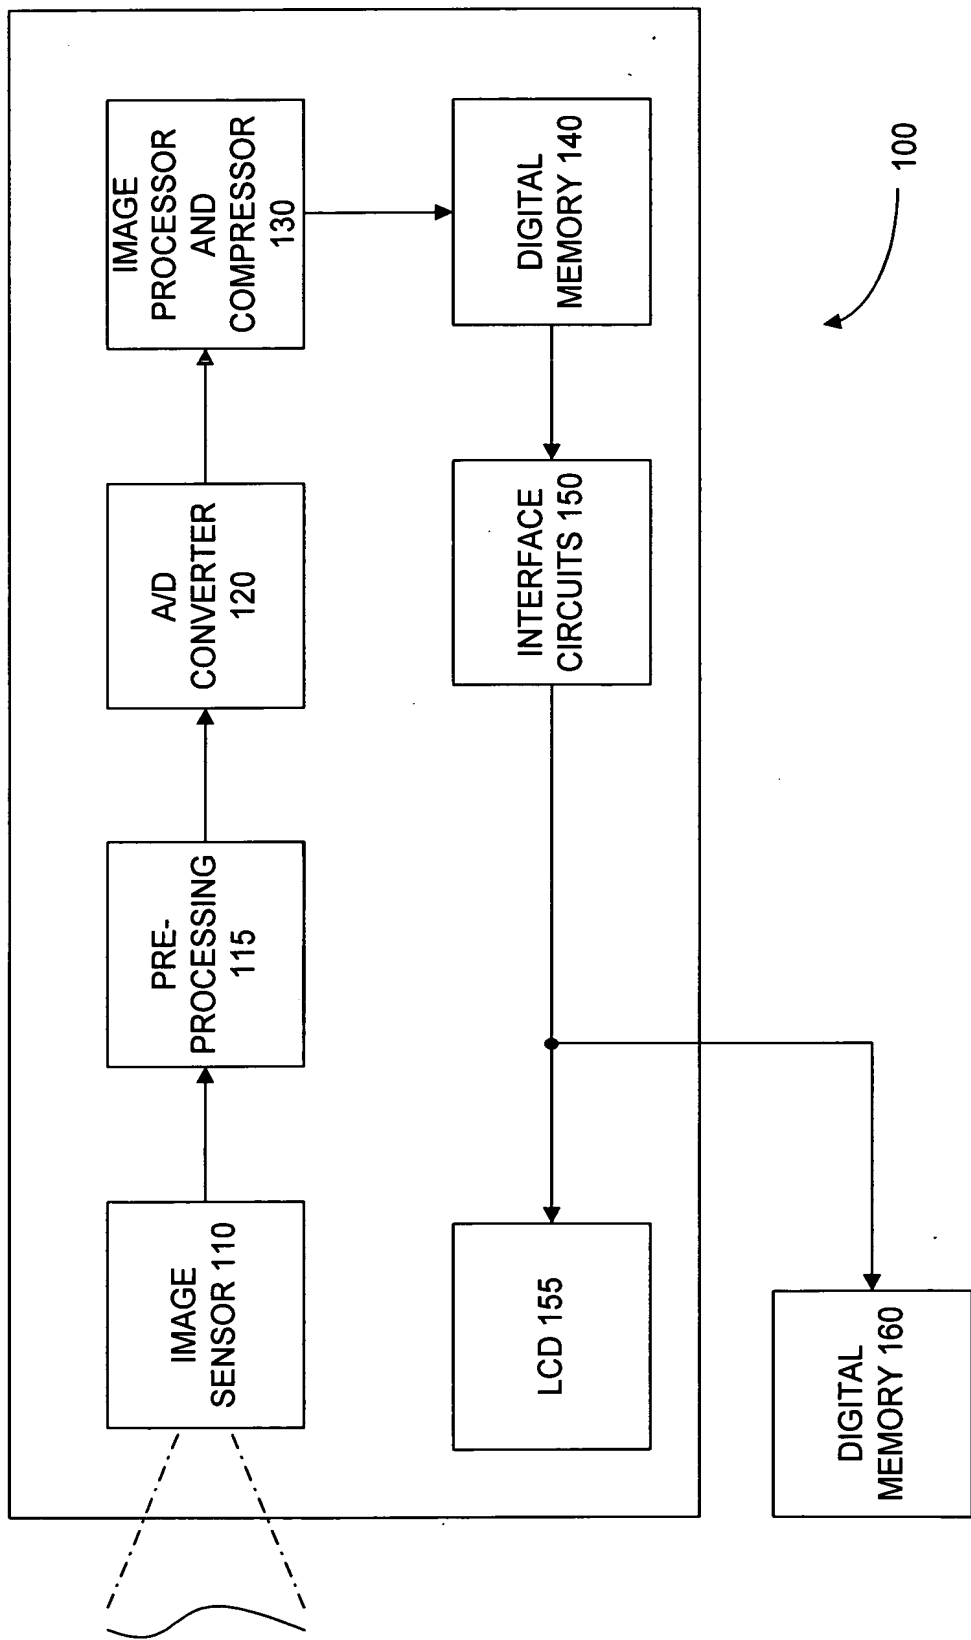 IMAGE
SENSOR 110
PRE-
PROCESSING
115
A/D
CONVERTER
120
IMAGE
PROCESSOR
AND
COMPRESSOR
130
LCD 155
INTERFACE
CIRCUITS 150
DIGITAL
MEMORY 140
DIGITAL
MEMORY 160
100